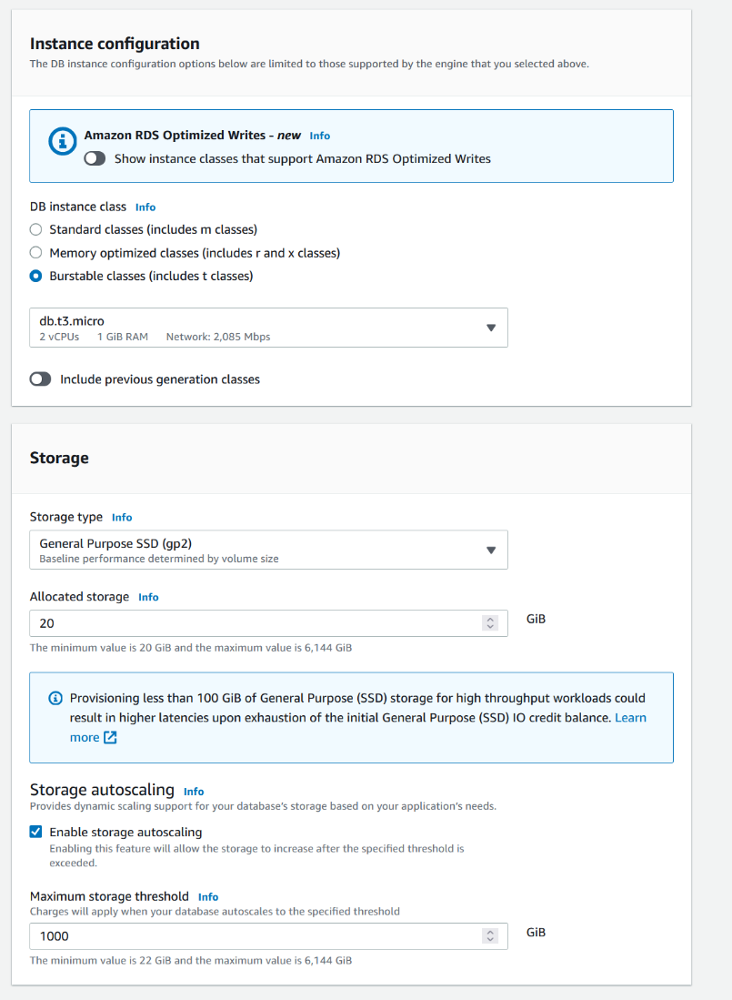 Instance configuration
The DB instance configuration options below are limited to those supported by the engine that you selected above.
Amazon RDS Optimized Writes - new Info
Show instance classes that support Amazon RDS Optimized Writes
DB instance class Info
Standard classes (includes m classes)
Memory optimized classes (includes r and x classes)
Burstable classes (includes t classes)
db.t3.micro
2 vCPUs 1 GiB RAM Network: 2,085 Mbps
Include previous generation classes
Storage
Storage type Info
General Purpose SSD (gp2)
Baseline performance determined by volume size
Allocated storage Info
20 GiB
The minimum value is 20 GiB and the maximum value is 6,144 GiB
Provisioning less than 100 GiB of General Purpose (SSD) storage for high throughput workloads could
result in higher latencies upon exhaustion of the initial General Purpose (SSD) IO credit balance. Learn
more
Storage autoscaling Info
Provides dynamic scaling support for your database's storage based on your application's needs.
Enable storage autoscaling
Enabling this feature will allow the storage to increase after the specified threshold is
exceeded.
Maximum storage threshold Info
Charges will apply when your database autoscales to the specified threshold
1000 GiB
The minimum value is 22 GiB and the maximum value is 6,144 GiB